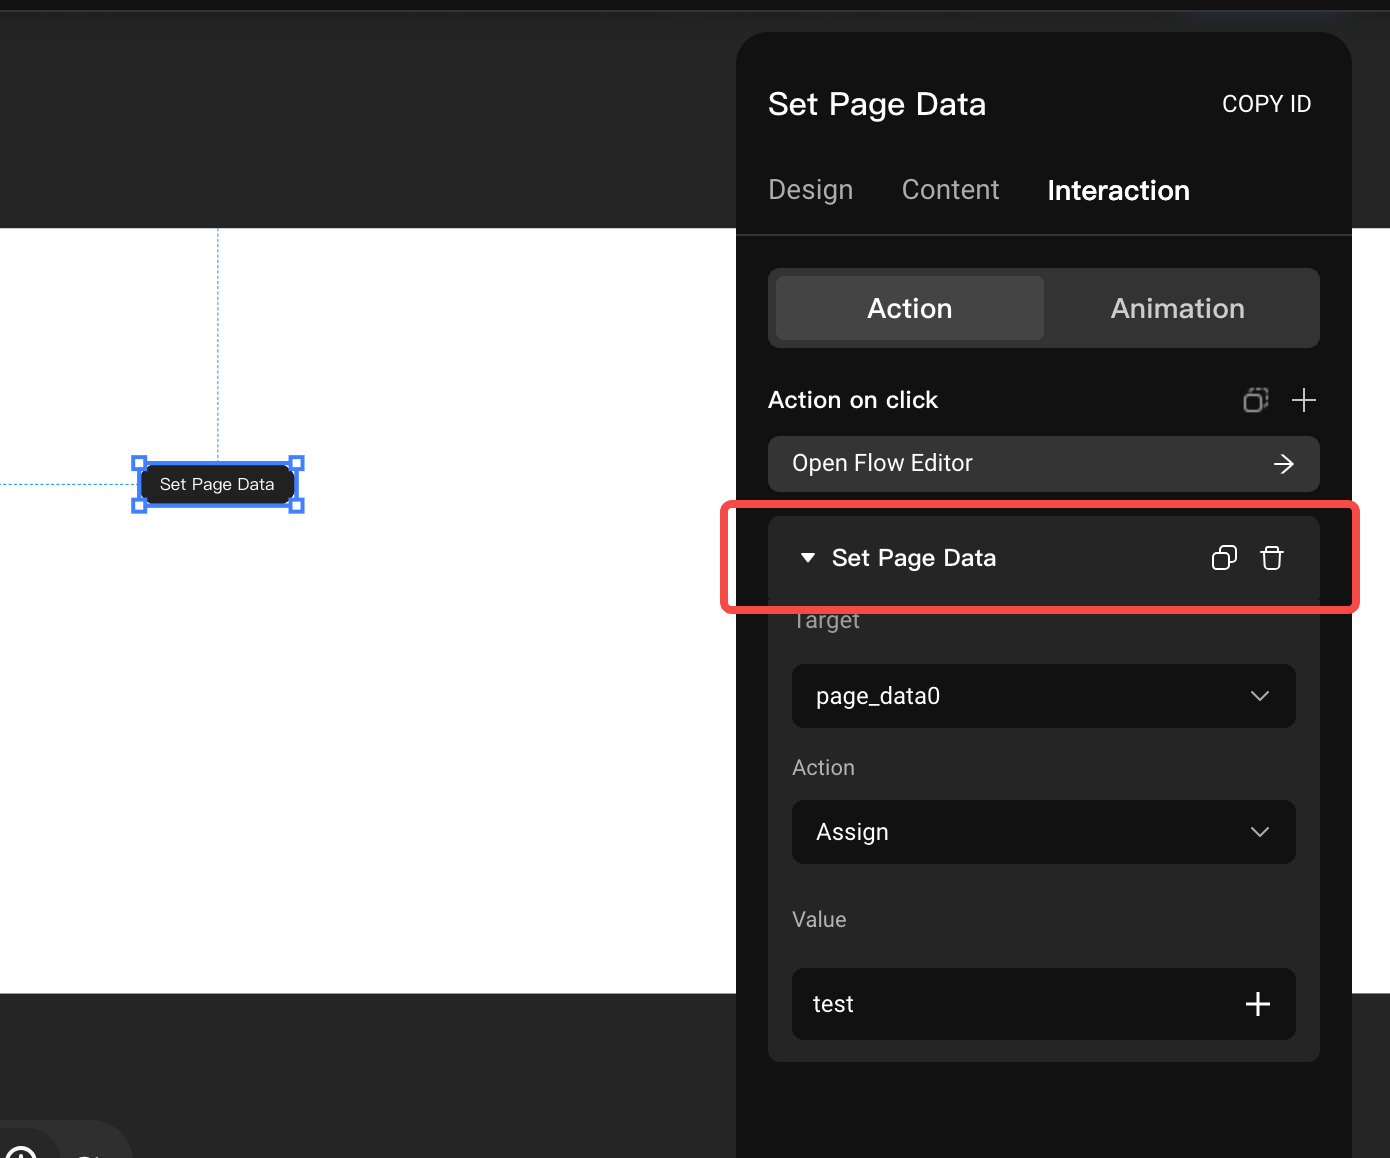 Set Page Data
COPY ID
Design
Content
Interaction
Action
Animation
Action on click
Open Flow Editor
Set Page Data
Set Page Data
Target
page_data0
Action
Assign
Value
test